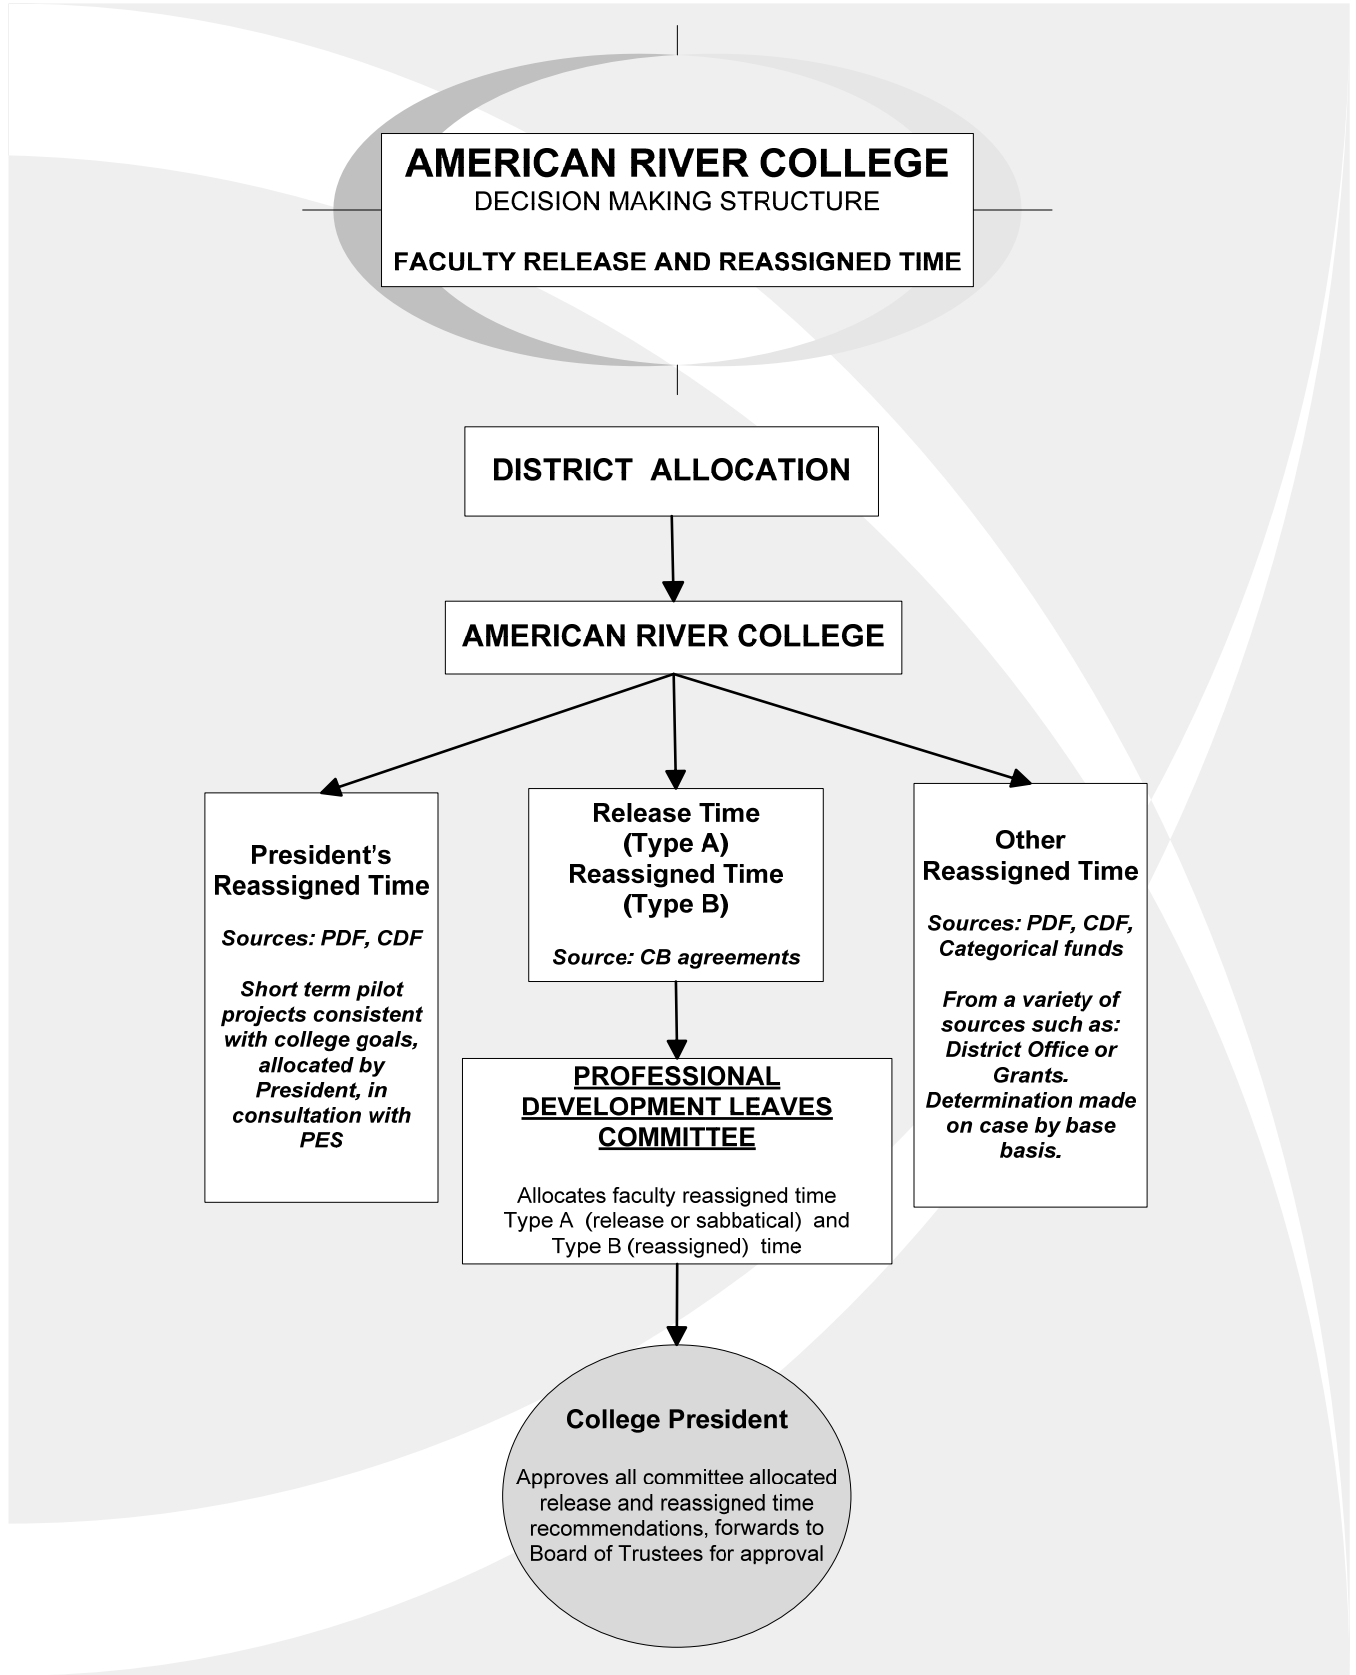 AMERICAN RIVER COLLEGE
DECISION MAKING STRUCTURE
FACULTY RELEASE AND REASSIGNED TIME
DISTRICT ALLOCATION
AMERICAN RIVER COLLEGE
President's
Reassigned Time
Sources: PDF, CDF
Short term pilot
projects consistent
with college goals,
allocated by
President, in
consultation with
PES
Release Time
(Type A)
Reassigned Time
(Type B)
Source: CB agreements
Other
Reassigned Time
Sources: PDF, CDF,
Categorical funds
From a variety of
sources such as:
District Office or
Grants.
Determination made
on case by base
basis.
PROFESSIONAL
DEVELOPMENT LEAVES
COMMITTEE
Allocates faculty reassigned time
Type A (release or sabbatical) and
Type B (reassigned) time
College President
Approves all committee allocated
release and reassigned time
recommendations, forwards to
Board of Trustees for approval